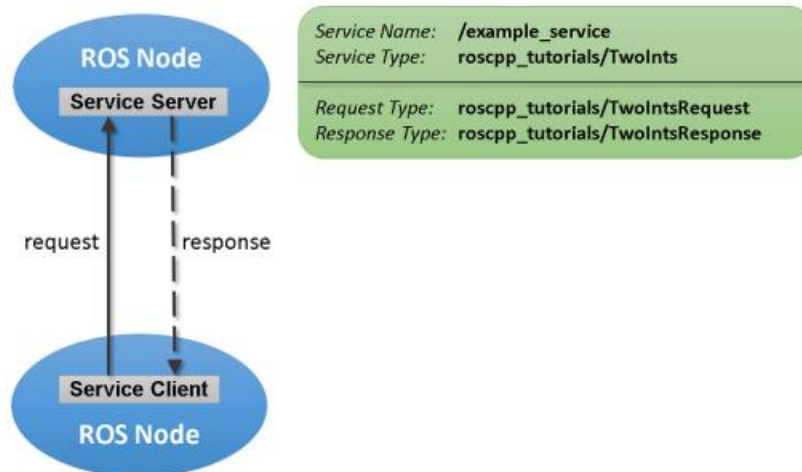 ROS Node
Service Server
Service Name: /example_service
Service Type: roscpp_tutorials/TwoInts
Request Type: roscpp_tutorials/TwoIntsRequest
Response Type: roscpp_tutorials/TwoIntsResponse
request
response
Service Client
ROS Node